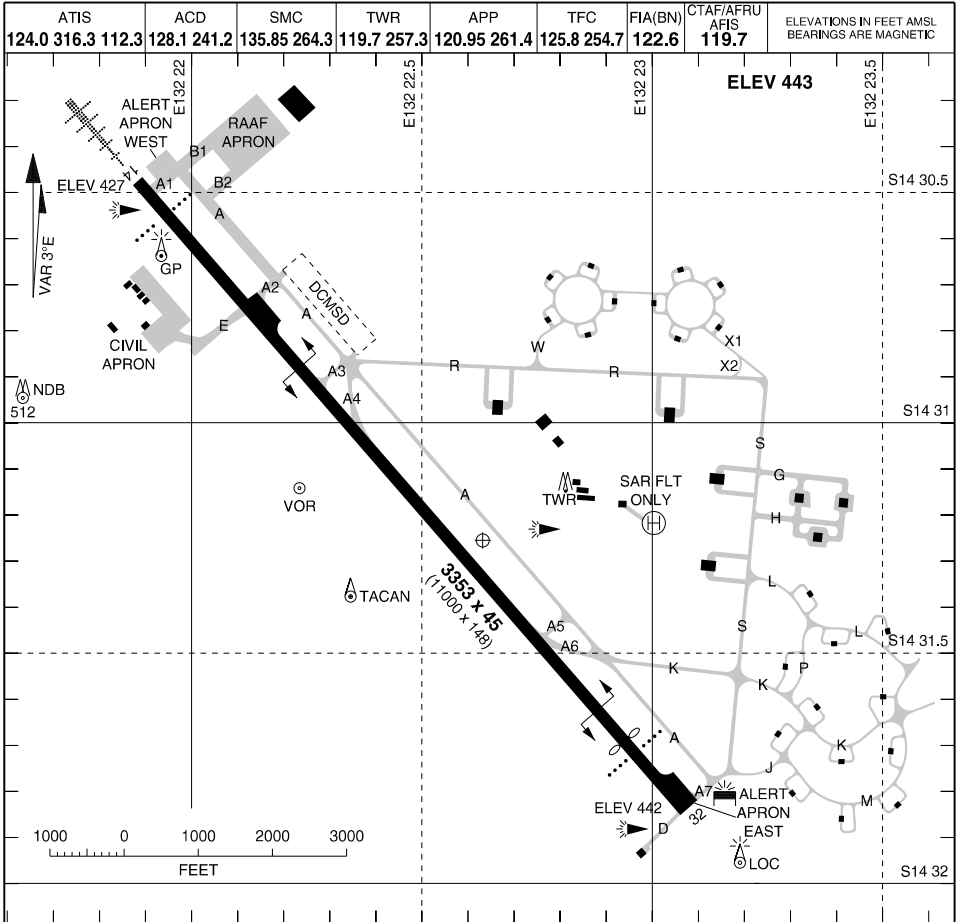 ATIS
124.0 316.3 112.3
ACD
128.1 241.2
SMC
135.85 264.3
TWR
119.7 257.3
APP
120.95 261.4
TFC
125.8 254.7
FIA(BN)
122.6
CTAF/AFRU
AFIS
119.7
ELEVATIONS IN FEET AMSL
BEARINGS ARE MAGNETIC
E132 22
E132 22.5
E132 23
E132 23.5
ELEV 443
ALERT
APRON
WEST
RAAF
APRON
B1
B2
A1
A
ELEV 427
S14 30.5
VAR 3°E
GP
A2
A
DCMSD
E
CIVIL
APRON
W
X1
X2
R
R
A3
A4
NDB
512
S14 31
S
G
H
A
VOR
TWR
SAR FLT
ONLY
H
TACAN
3353 x 45
(11000 x 148)
L
L
A5
A6
S
S14 31.5
K
K
P
A
K
J
M
A7
ALERT
APRON
EAST
ELEV 442
32
D
LOC
1000 0 1000 2000 3000
FEET
S14 32